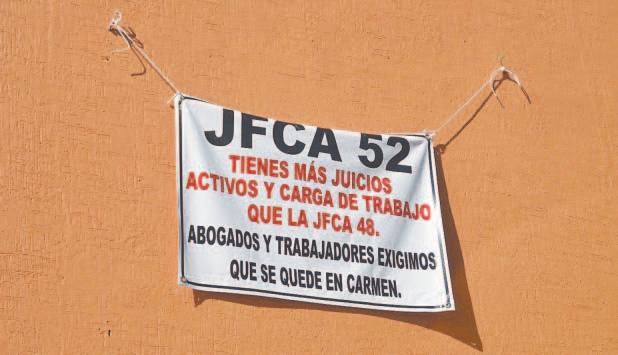 JFCA 52
TIENES MÁS JUICIOS
ACTIVOS Y CARGA DE TRABAJO
QUE LA JFCA 48.
ABOGADOS Y TRABAJADORES EXIGIMOS
QUE SE QUEDE EN CARMEN.